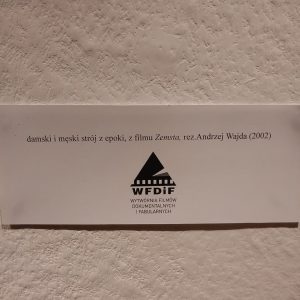 damski i męski strój z epoki, z filmu Zemsta, reż.Andrzej Wajda (2002)
WFDiF
WYTWÓRNIA FILMÓW
DOKUMENTALNYCH
I FABULARNYCH